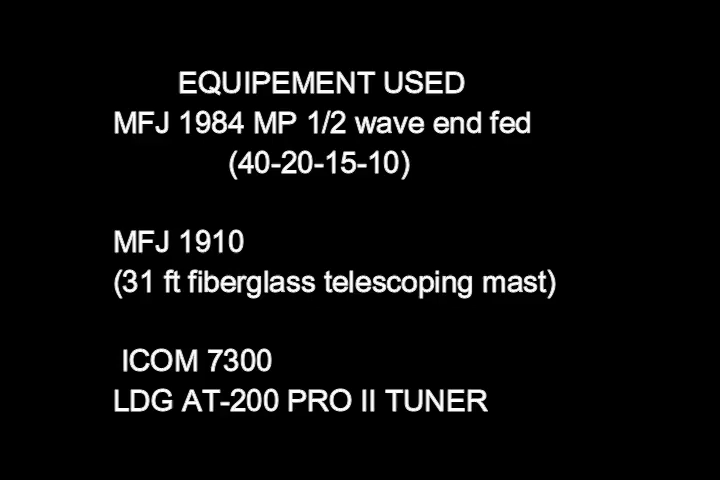 EQUIPEMENT USED
MFJ 1984 MP 1/2 wave end fed
(40-20-15-10)
MFJ 1910
(31 ft fiberglass telescoping mast)
ICOM 7300
LDG AT-200 PRO II TUNER